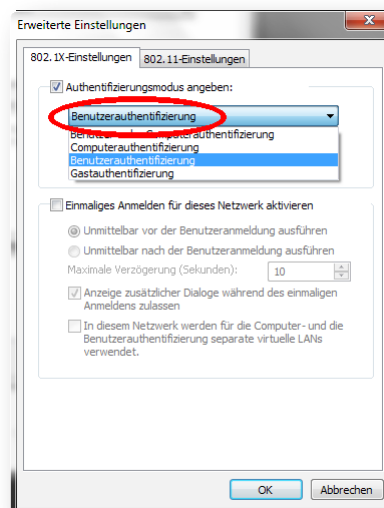 Erweiterte Einstellungen
802.1X-Einstellungen 802.11-Einstellungen
Authentifizierungsmodus angeben:
Benutzerauthentifizierung
Benutzer- oder Computerauthentifizierung
Computerauthentifizierung
Benutzerauthentifizierung
Gastauthentifizierung
Einmaliges Anmelden für dieses Netzwerk aktivieren
Unmittelbar vor der Benutzeranmeldung ausführen
Unmittelbar nach der Benutzeranmeldung ausführen
Maximale Verzögerung (Sekunden): 10
Anzeige zusätzlicher Dialoge während des einmaligen
Anmeldens zulassen
In diesem Netzwerk werden für die Computer- und die
Benutzerauthentifizierung separate virtuelle LANs
verwendet.
OK Abbrechen